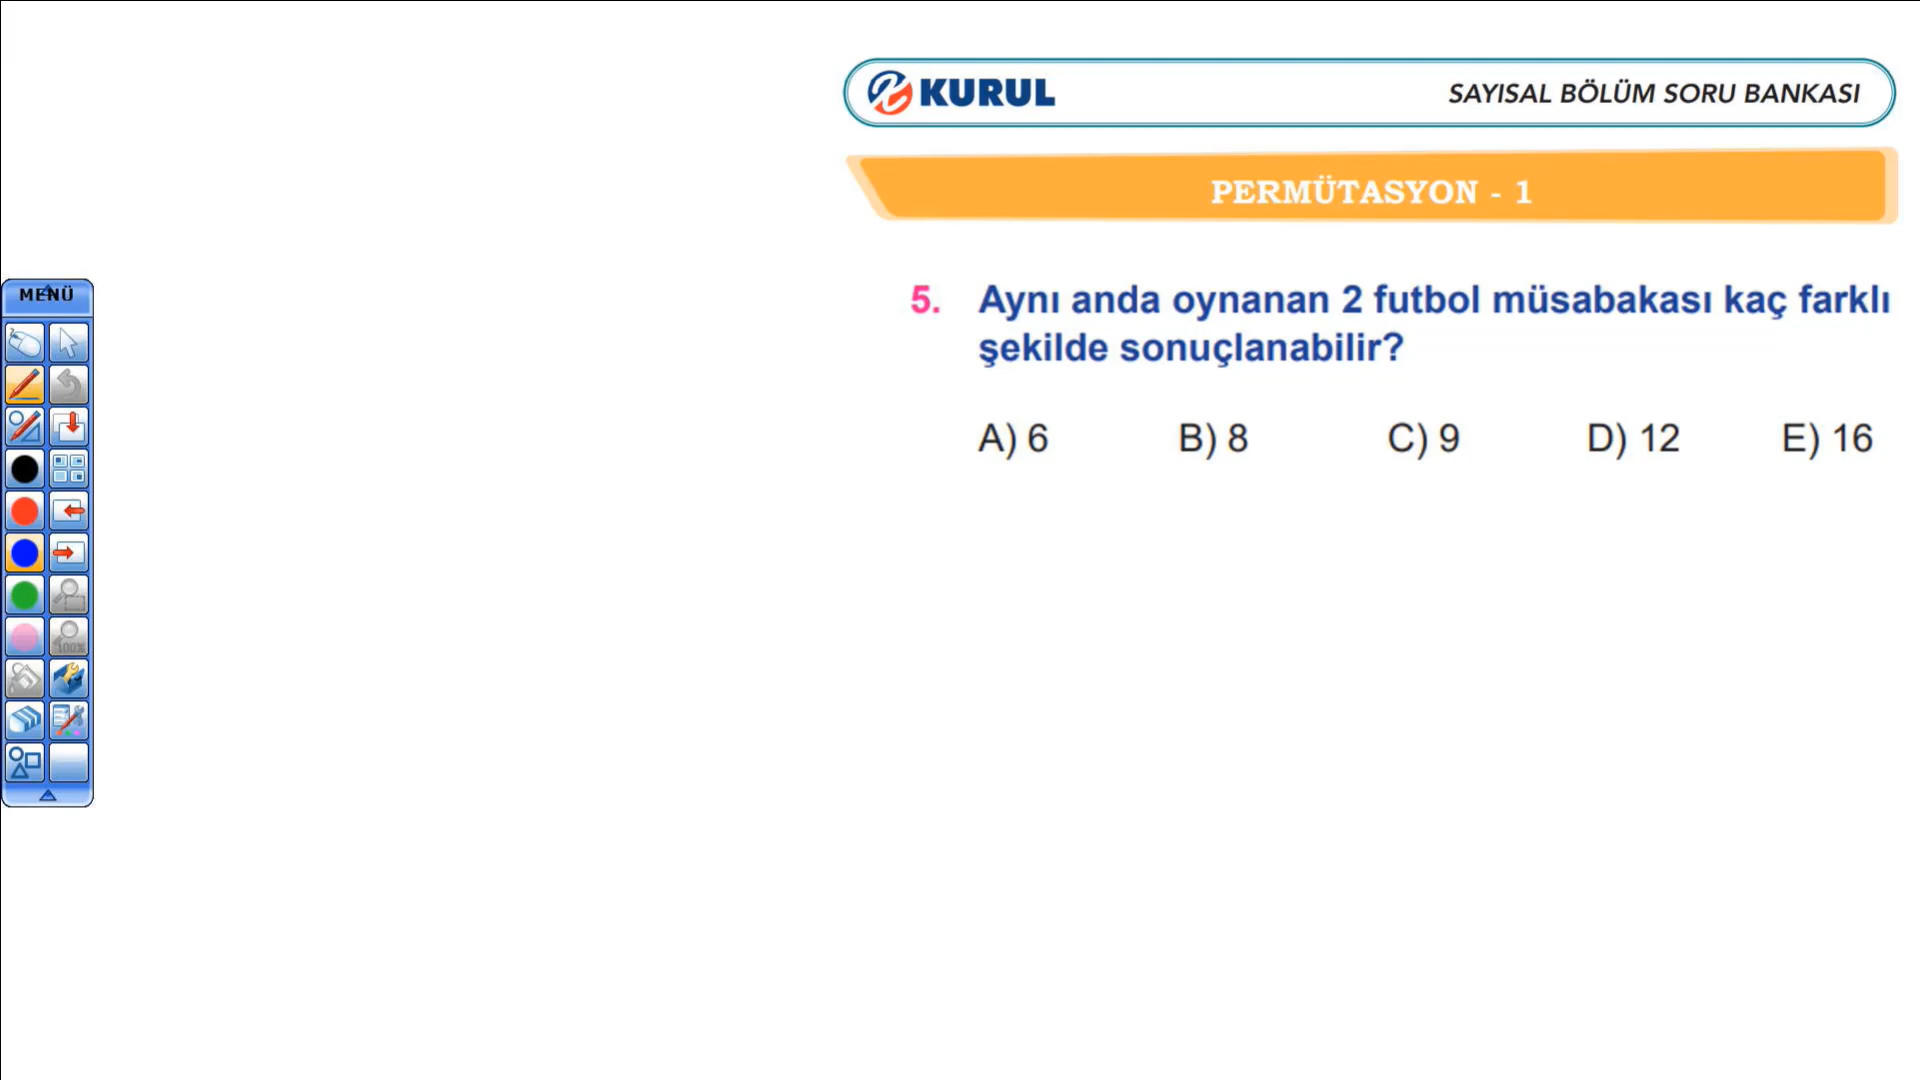 KURUL
SAYISAL BÖLÜM SORU BANKASI
PERMÜTASYON - 1
MENÜ
5. Aynı anda oynanan 2 futbol müsabakası kaç farklı
şekilde sonuçlanabilir?
A) 6 B) 8 C) 9 D) 12 E) 16
100%